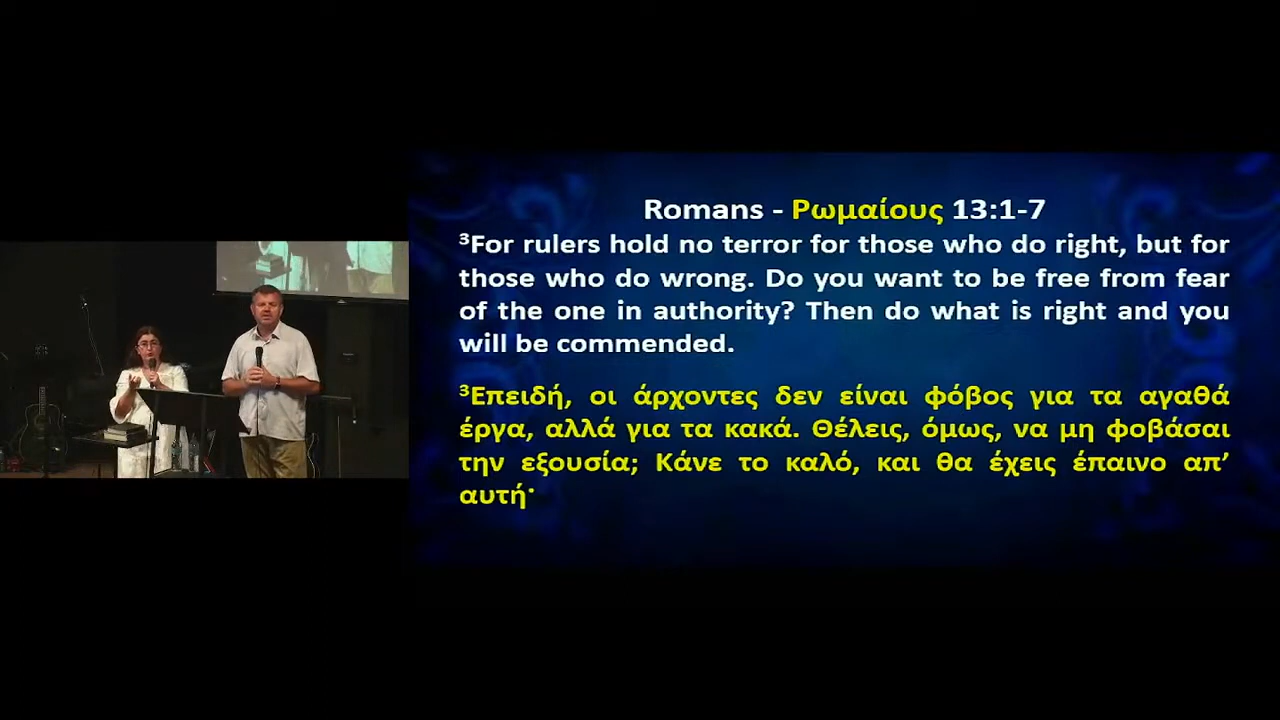 Romans - Ρωμαίους 13:1-7
³For rulers hold no terror for those who do right, but for
those who do wrong. Do you want to be free from fear
of the one in authority? Then do what is right and you
will be commended.
³Επειδή, οι άρχοντες δεν είναι φόβος για τα αγαθά
έργα, αλλά για τα κακά. Θέλεις, όμως, να μη φοβάσαι
την εξουσία; Κάνε το καλό, και θα έχεις έπαινο απ’
αυτή·